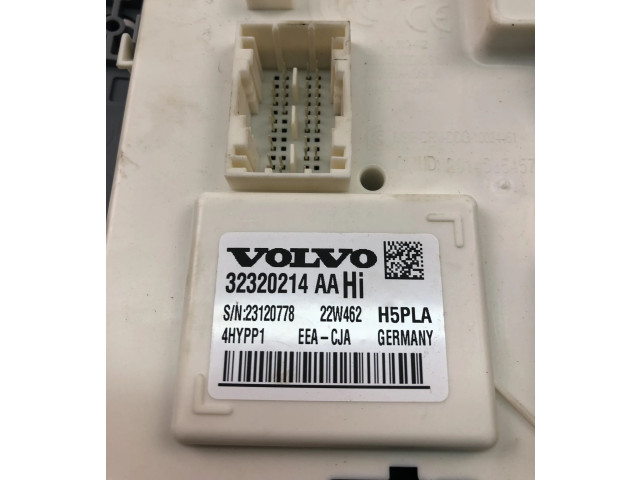 VOLVO
32320214 AA Hi
S/N:23120778 22W462 H5PLA
4HYPP1 EEA-CJA GERMANY